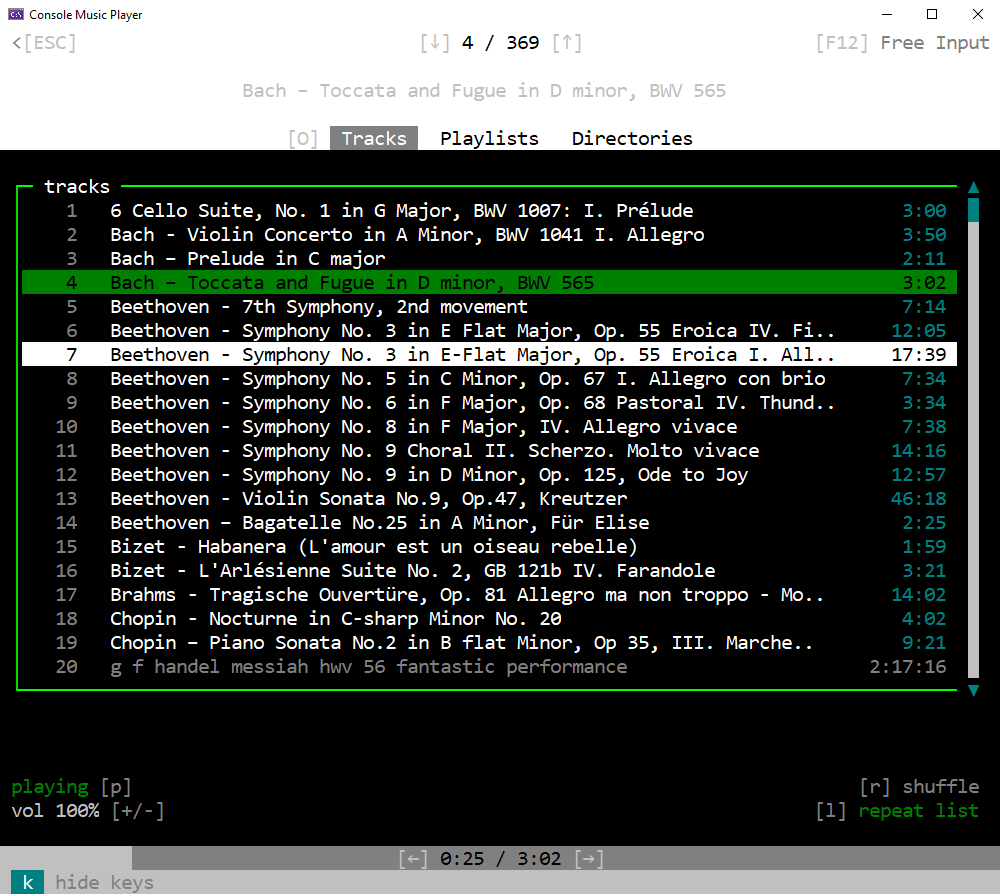 Console Music Player
<[ESC] [↓] 4 / 369 [↑] [F12] Free Input
Bach – Toccata and Fugue in D minor, BWV 565
[O] Tracks Playlists Directories
tracks
1 6 Cello Suite, No. 1 in G Major, BWV 1007: I. Prélude 3:00
2 Bach - Violin Concerto in A Minor, BWV 1041 I. Allegro 3:50
3 Bach – Prelude in C major 2:11
4 Bach – Toccata and Fugue in D minor, BWV 565 3:02
5 Beethoven - 7th Symphony, 2nd movement 7:14
6 Beethoven - Symphony No. 3 in E Flat Major, Op. 55 Eroica IV. Fi.. 12:05
7 Beethoven - Symphony No. 3 in E-Flat Major, Op. 55 Eroica I. All.. 17:39
8 Beethoven - Symphony No. 5 in C Minor, Op. 67 I. Allegro con brio 7:34
9 Beethoven - Symphony No. 6 in F Major, Op. 68 Pastoral IV. Thund.. 3:34
10 Beethoven - Symphony No. 8 in F Major, IV. Allegro vivace 7:38
11 Beethoven - Symphony No. 9 Choral II. Scherzo. Molto vivace 14:16
12 Beethoven - Symphony No. 9 in D Minor, Op. 125, Ode to Joy 12:57
13 Beethoven - Violin Sonata No.9, Op.47, Kreutzer 46:18
14 Beethoven – Bagatelle No.25 in A Minor, Für Elise 2:25
15 Bizet - Habanera (L'amour est un oiseau rebelle) 1:59
16 Bizet - L'Arlésienne Suite No. 2, GB 121b IV. Farandole 3:21
17 Brahms - Tragische Ouvertüre, Op. 81 Allegro ma non troppo - Mo.. 14:02
18 Chopin - Nocturne in C-sharp Minor No. 20 4:02
19 Chopin – Piano Sonata No.2 in B flat Minor, Op 35, III. Marche.. 9:21
20 g f handel messiah hwv 56 fantastic performance 2:17:16
playing [p] [r] shuffle
vol 100% [+/-] [l] repeat list
[←] 0:25 / 3:02 [→]
k hide keys